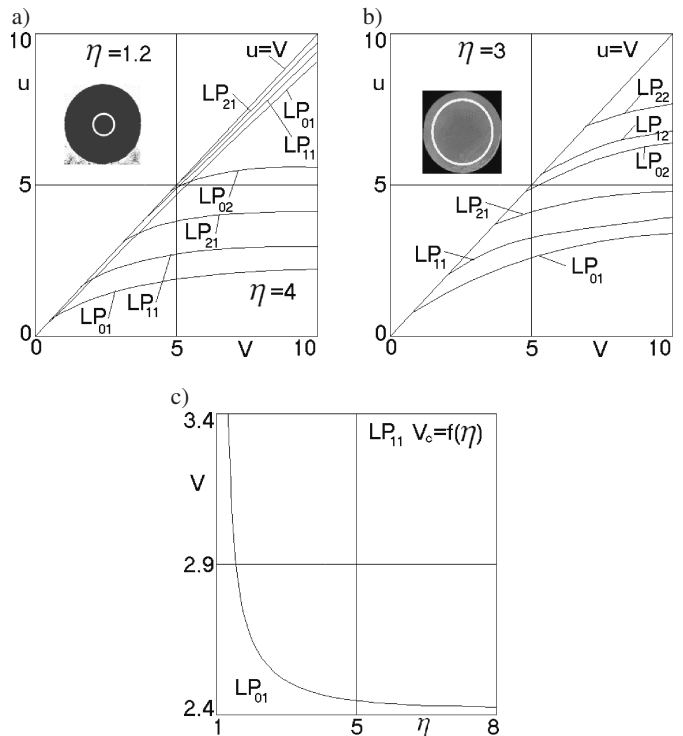 a)
10
u
η=1.2
u=V
LP₂₁
LP₀₁
LP₁₁
5
LP₀₂
LP₂₁
LP₀₁
LP₁₁
η=4
0
0
5
V
10
b)
10
u
η=3
u=V
LP₂₂
LP₁₂
LP₀₂
5
LP₂₁
LP₁₁
LP₀₁
0
0
5
V
10
c)
3.4
LP₁₁ V꜀=f(η)
V
2.9
LP₀₁
2.4
1
5
η
8